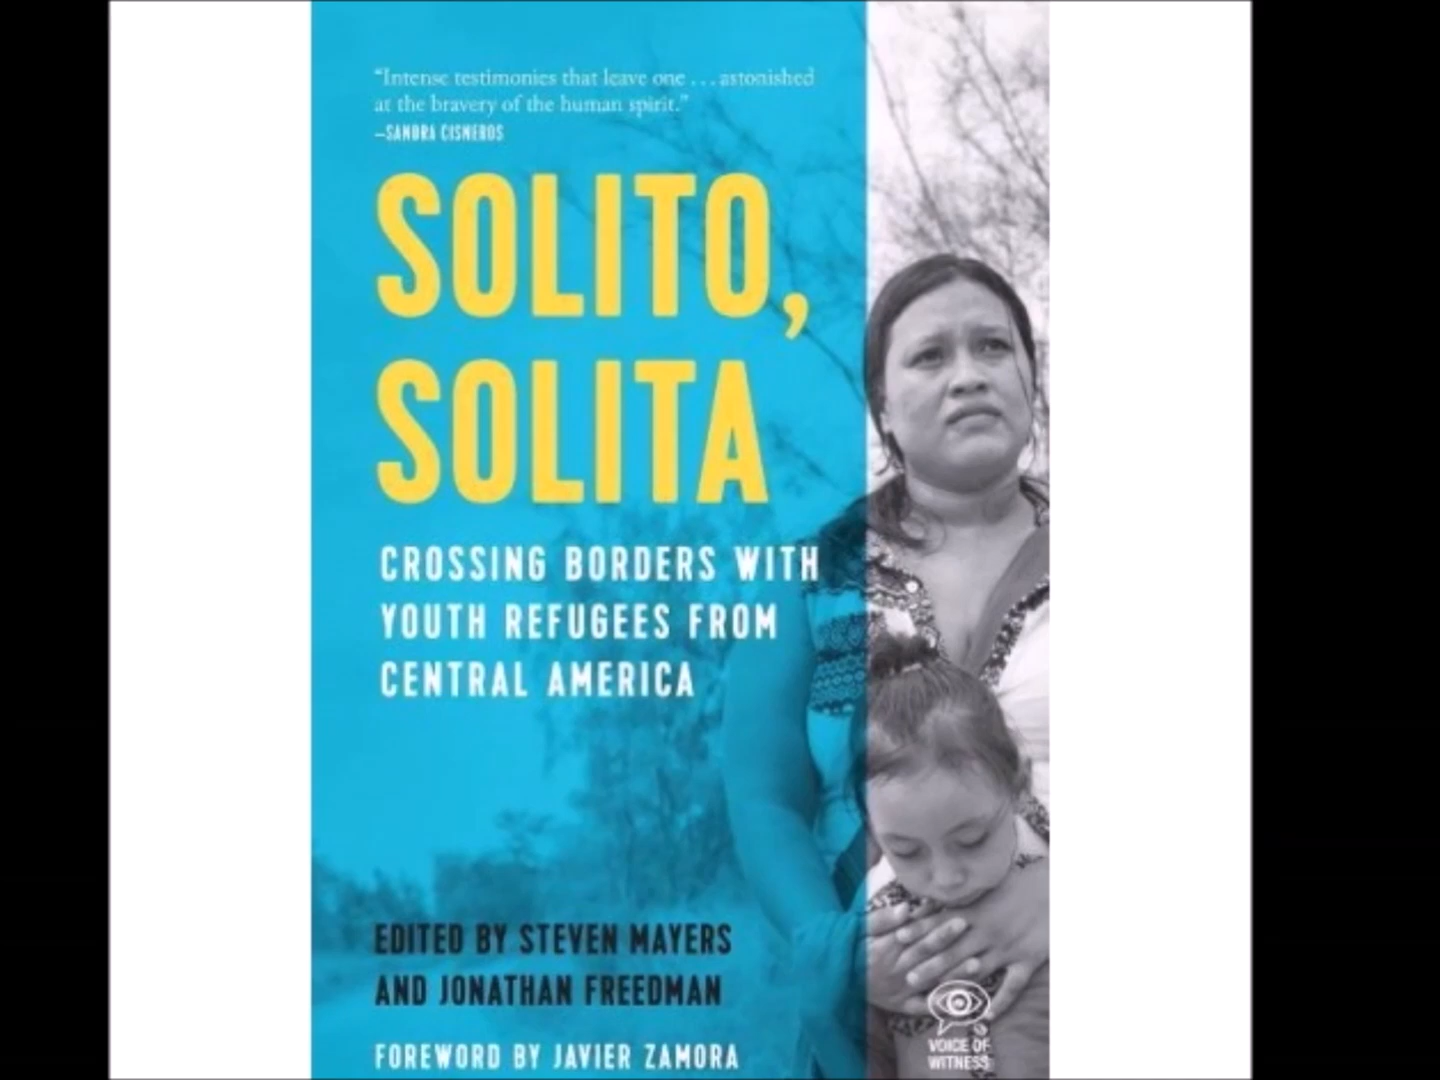 “Intense testimonies that leave one . . . astonished
at the bravery of the human spirit.”
—SANDRA CISNEROS
SOLITO,
SOLITA
CROSSING BORDERS WITH
YOUTH REFUGEES FROM
CENTRAL AMERICA
EDITED BY STEVEN MAYERS
AND JONATHAN FREEDMAN
FOREWORD BY JAVIER ZAMORA
VOICE OF
WITNESS